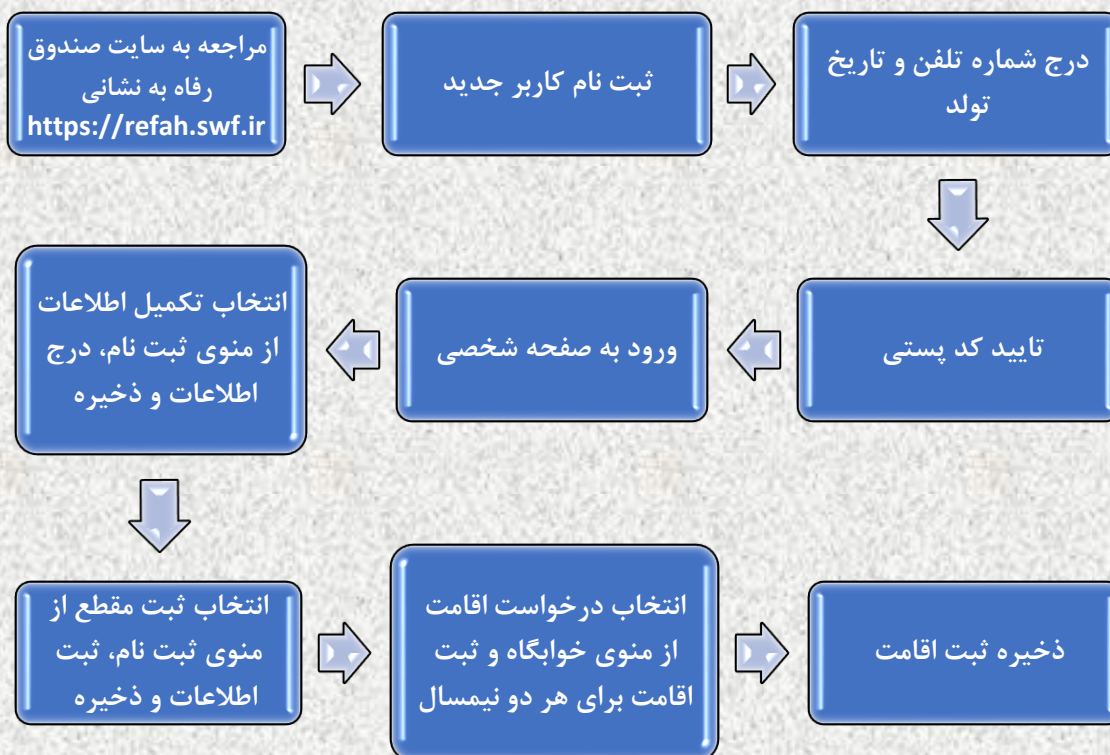 مراجعه به سایت صندوق
رفاه به نشانی
https://refah.swf.ir
ثبت نام کاربر جدید
درج شماره تلفن و تاریخ
تولد
تایید کد پستی
ورود به صفحه شخصی
انتخاب تکمیل اطلاعات
از منوی ثبت نام، درج
اطلاعات و ذخیره
انتخاب ثبت مقطع از
منوی ثبت نام، ثبت
اطلاعات و ذخیره
انتخاب درخواست اقامت
از منوی خوابگاه و ثبت
اقامت برای هر دو نیمسال
ذخیره ثبت اقامت